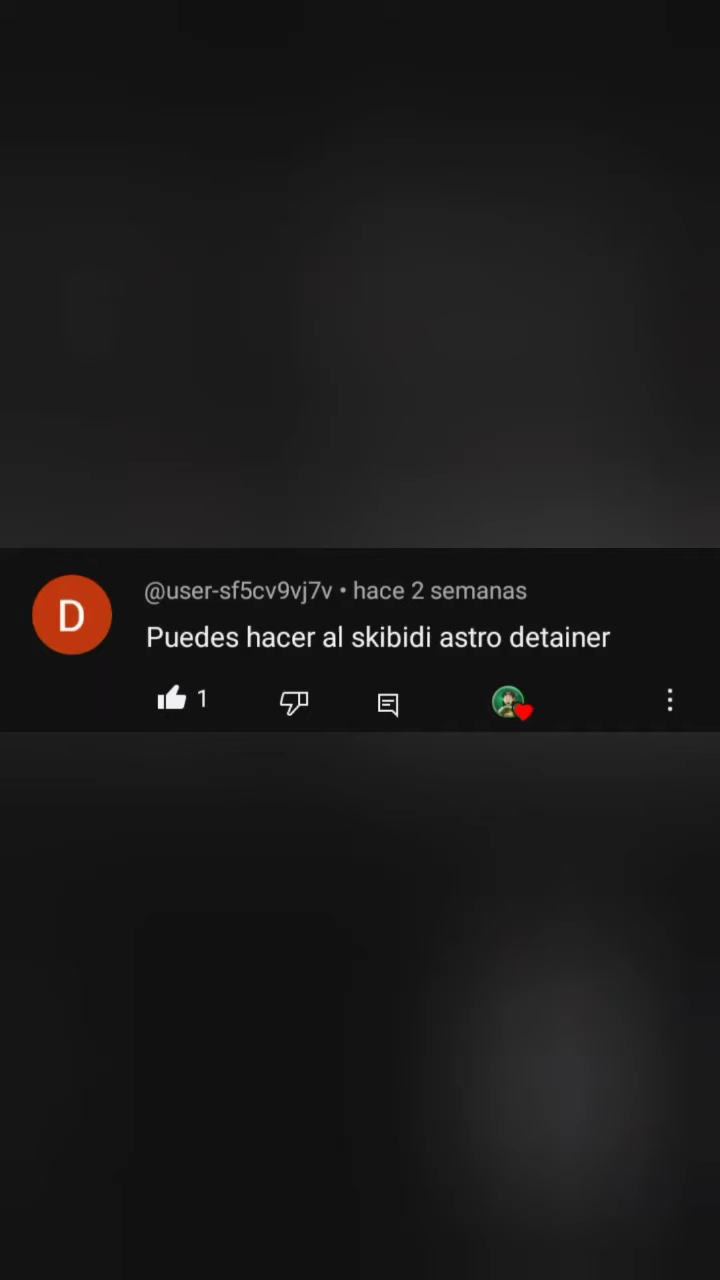 D
@user-sf5cv9vj7v • hace 2 semanas
Puedes hacer al skibidi astro detainer
1